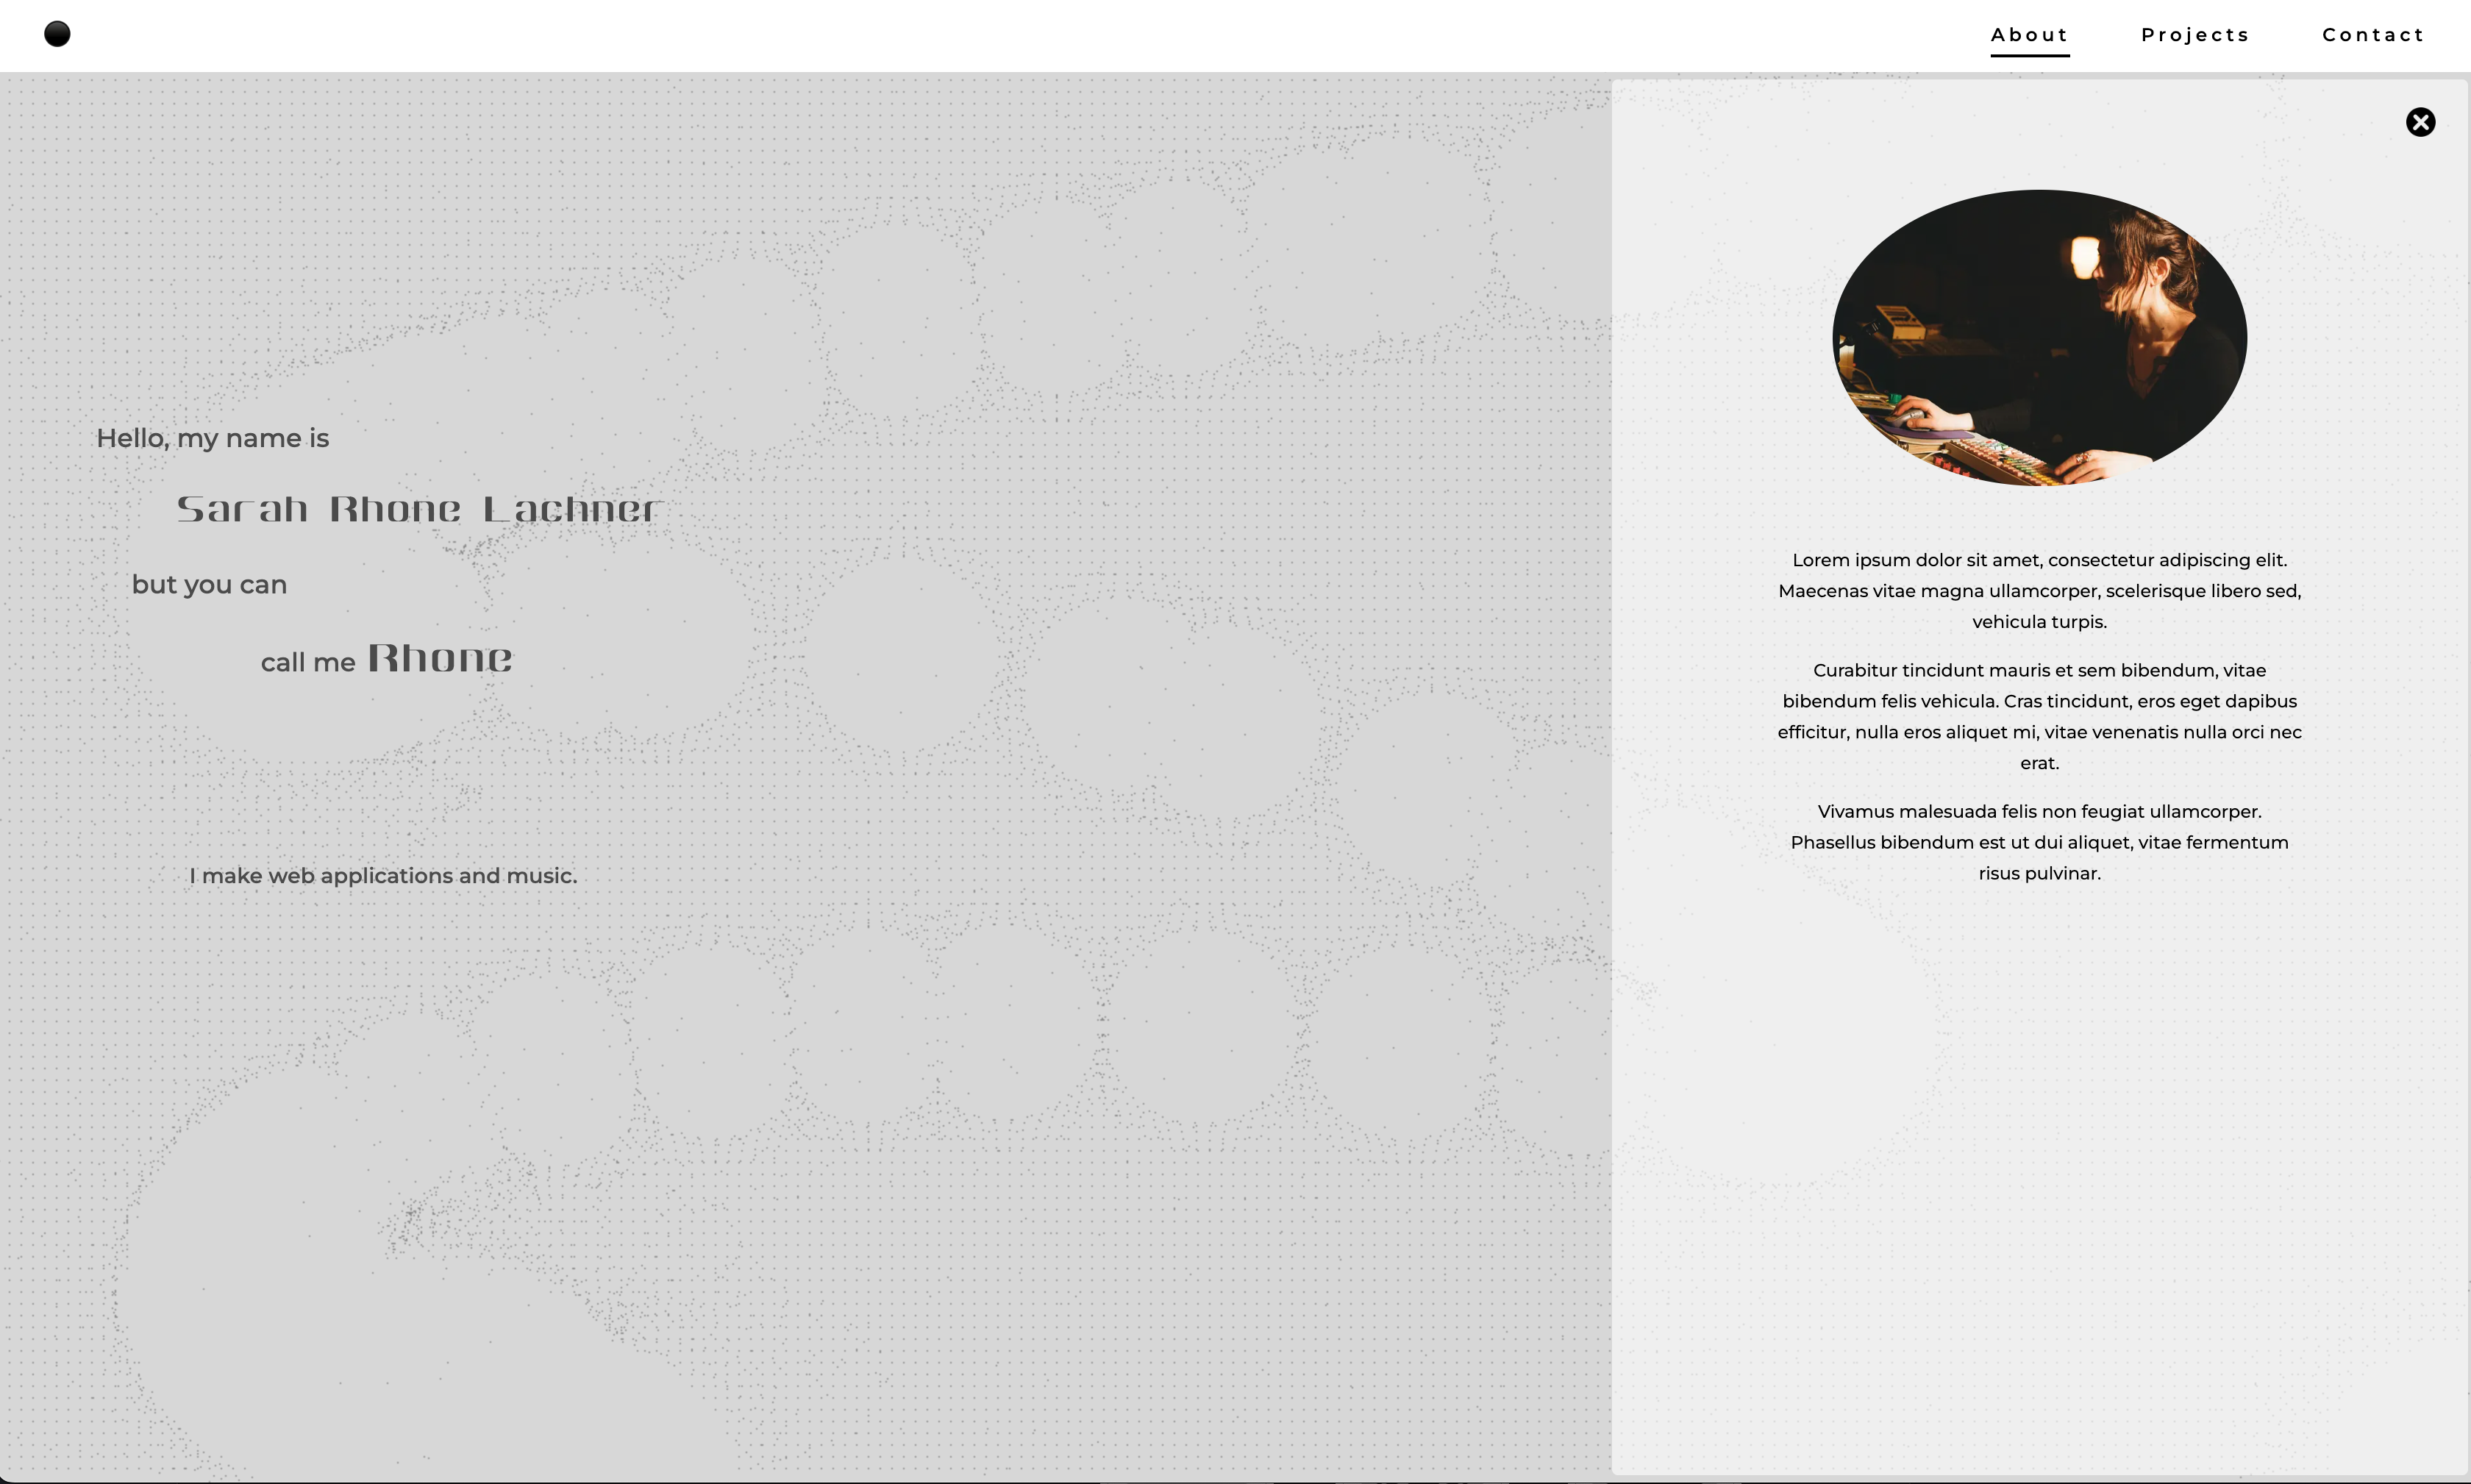 About Projects Contact
Hello, my name is
Sarah Rhone Lachner
but you can
call me Rhone
I make web applications and music.
Lorem ipsum dolor sit amet, consectetur adipiscing elit.
Maecenas vitae magna ullamcorper, scelerisque libero sed,
vehicula turpis.
Curabitur tincidunt mauris et sem bibendum, vitae
bibendum felis vehicula. Cras tincidunt, eros eget dapibus
efficitur, nulla eros aliquet mi, vitae venenatis nulla orci nec
erat.
Vivamus malesuada felis non feugiat ullamcorper.
Phasellus bibendum est ut dui aliquet, vitae fermentum
risus pulvinar.